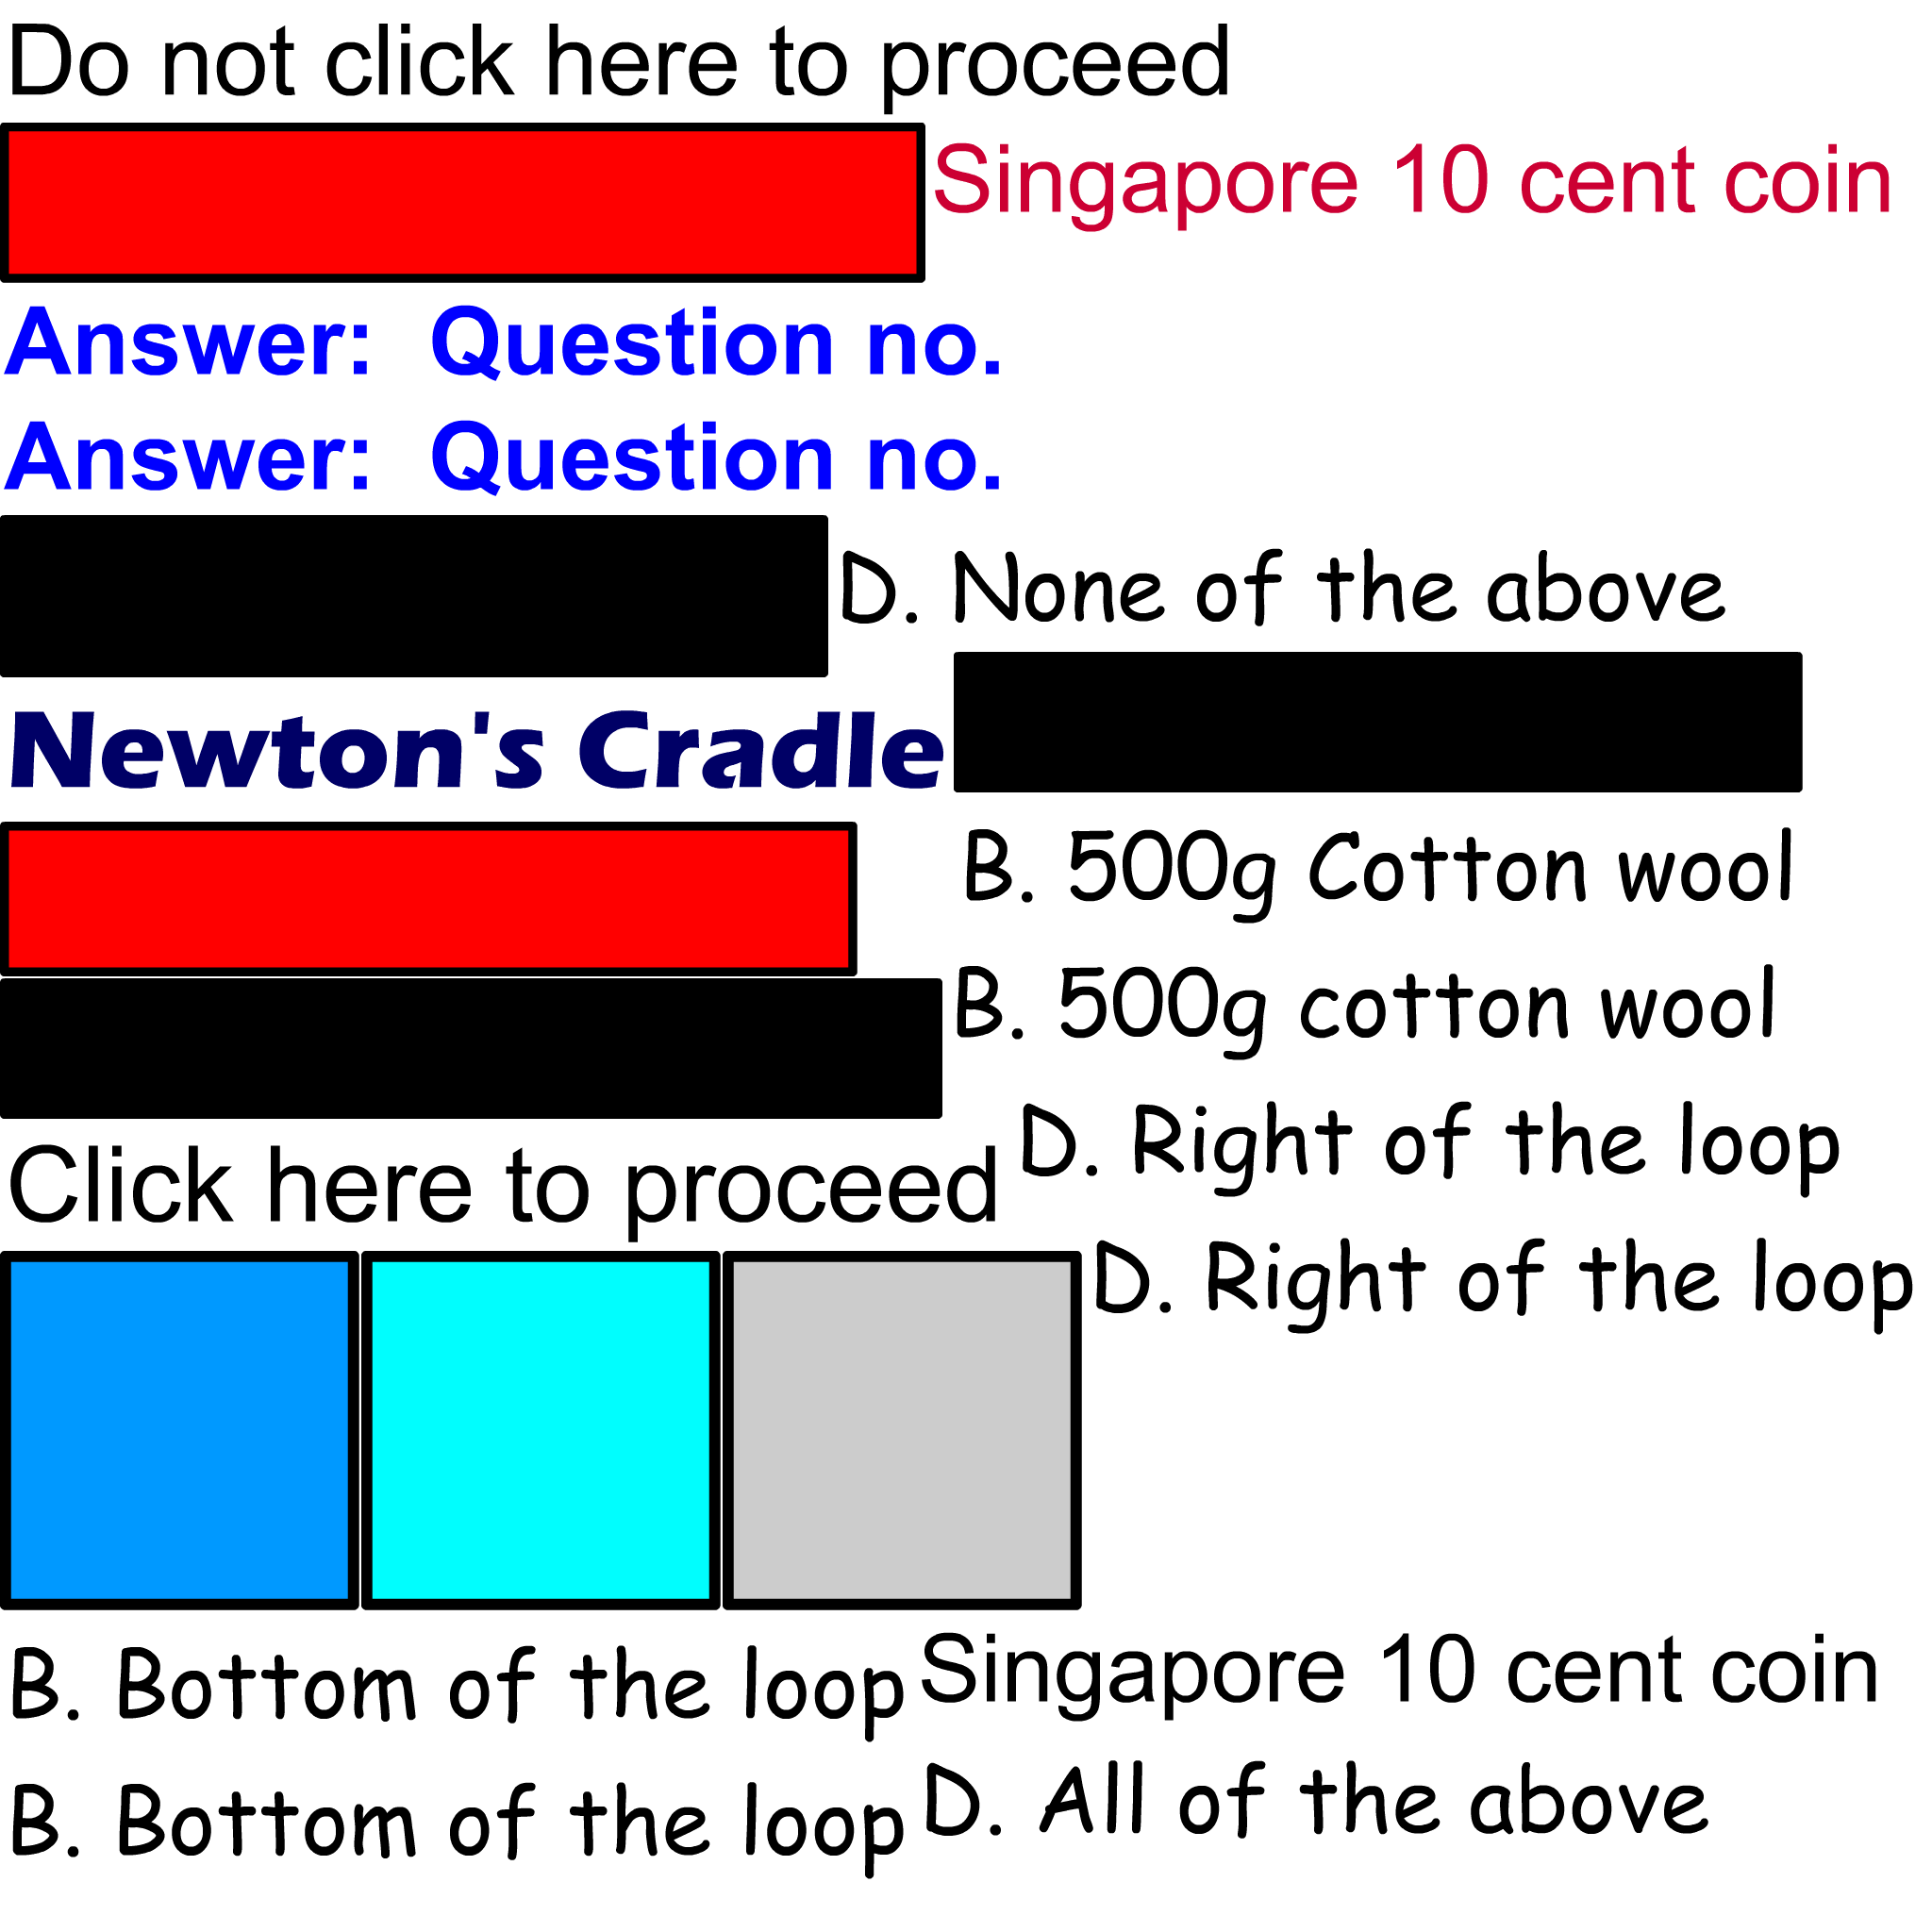 Do not click here to proceed
Singapore 10 cent coin
Answer:  Question no.
Answer:  Question no.
D. None of the above
Newton's Cradle
B. 500g Cotton wool
B. 500g cotton wool
D. Right of the loop
Click here to proceed
D. Right of the loop
B. Bottom of the loop
Singapore 10 cent coin
B. Bottom of the loop
D. All of the above